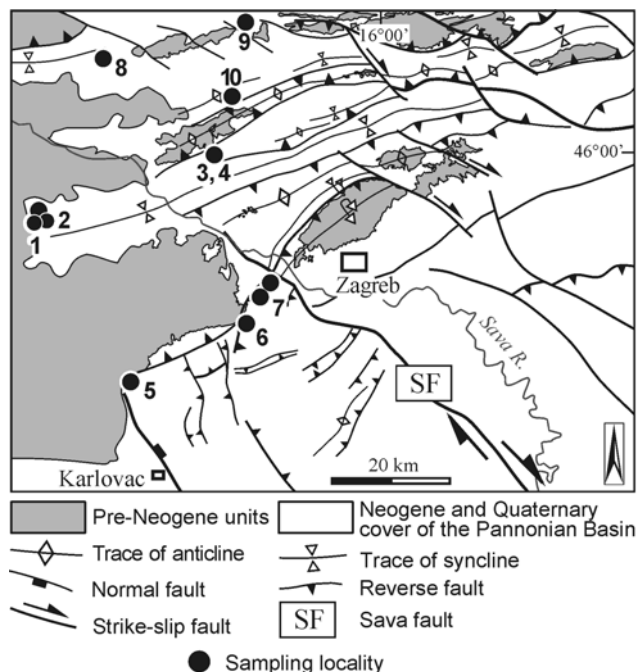 16°00'
9
8
10
46°00'
3, 4
2
1
Zagreb
7
6
Sava R.
5
SF
Karlovac
20 km
Pre-Neogene units
Neogene and Quaternary
cover of the Pannonian Basin
Trace of anticline
Trace of syncline
Normal fault
Reverse fault
Strike-slip fault
SF
Sava fault
Sampling locality